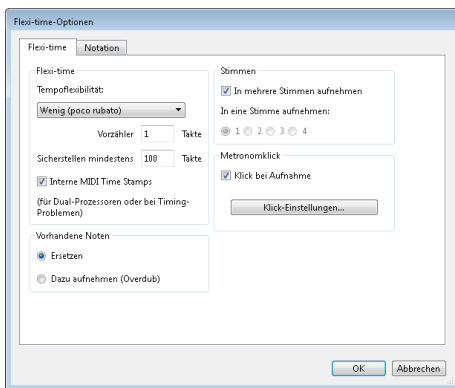 Flexi-time-Optionen
Flexi-time
Notation
Flexi-time
Tempoflexibilität:
Wenig (poco rubato)
Vorzähler 1 Takte
Sicherstellen mindestens 100 Takte
Interne MIDI Time Stamps
(für Dual-Prozessoren oder bei Timing-
Problemen)
Vorhandene Noten
Ersetzen
Dazu aufnehmen (Overdub)
Stimmen
In mehrere Stimmen aufnehmen
In eine Stimme aufnehmen:
1 2 3 4
Metronomklick
Klick bei Aufnahme
Klick-Einstellungen...
OK
Abbrechen